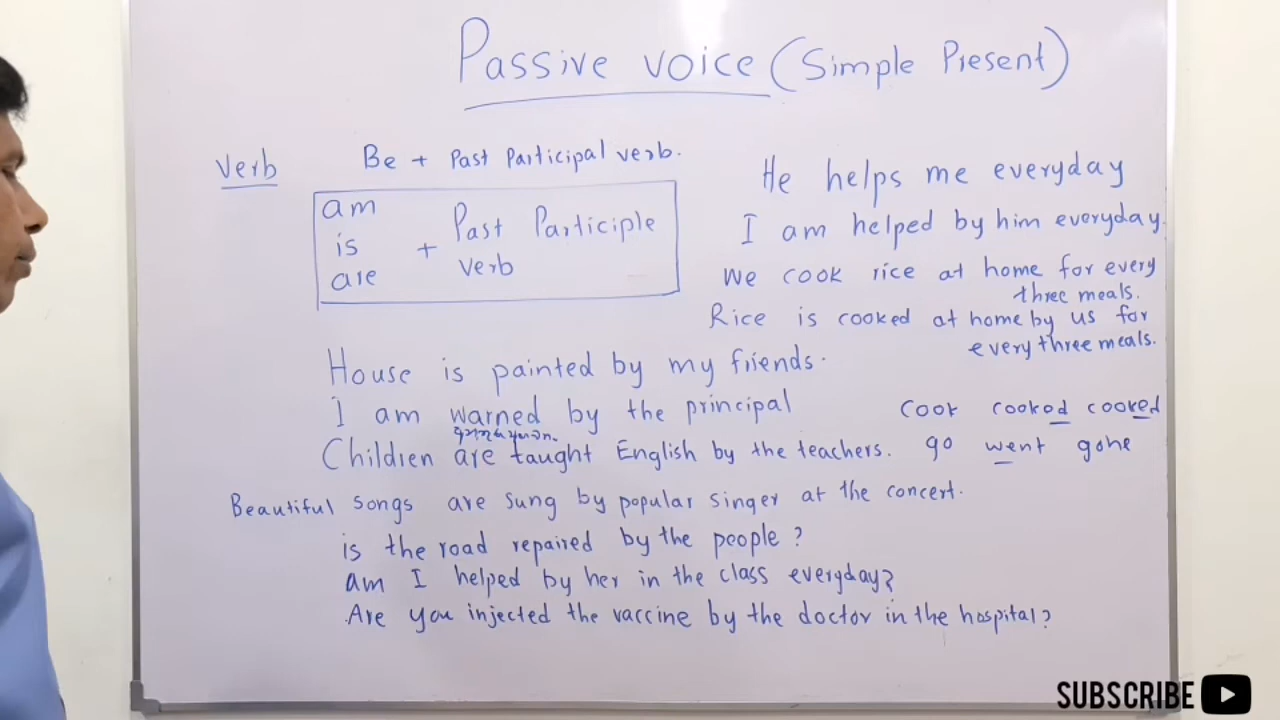 Passive voice (Simple Present)
Verb
Be + Past Participal verb.
am
is
are
+
Past Participle
verb
He helps me everyday
I am helped by him everyday.
We cook rice at home for every
three meals.
Rice is cooked at home by us for
every three meals.
House is painted by my friends.
I am warned by the principal
Children are taught English by the teachers.
cook cooked cooked
go went gone
Beautiful songs are sung by popular singer at the concert.
is the road repaired by the people?
am I helped by her in the class everyday?
Are you injected the vaccine by the doctor in the hospital?
SUBSCRIBE